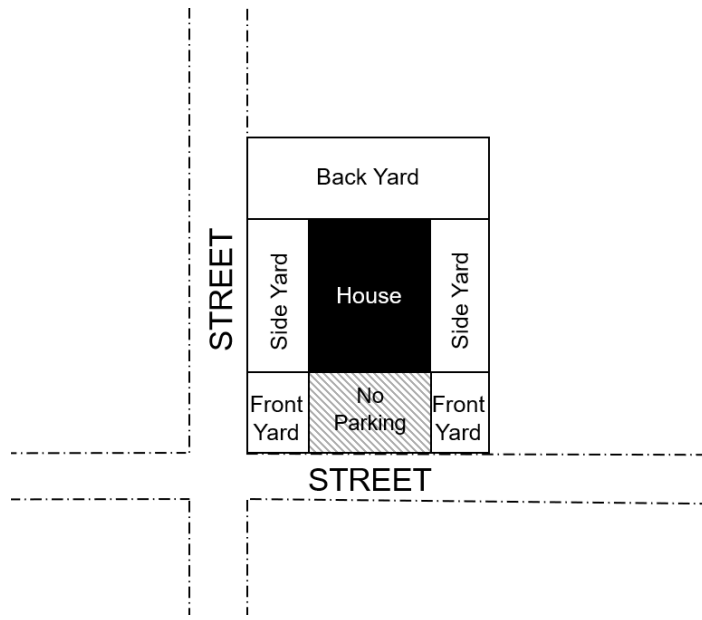 Back Yard
STREET
Side Yard
House
Side Yard
Front
Yard
No
Parking
Front
Yard
STREET